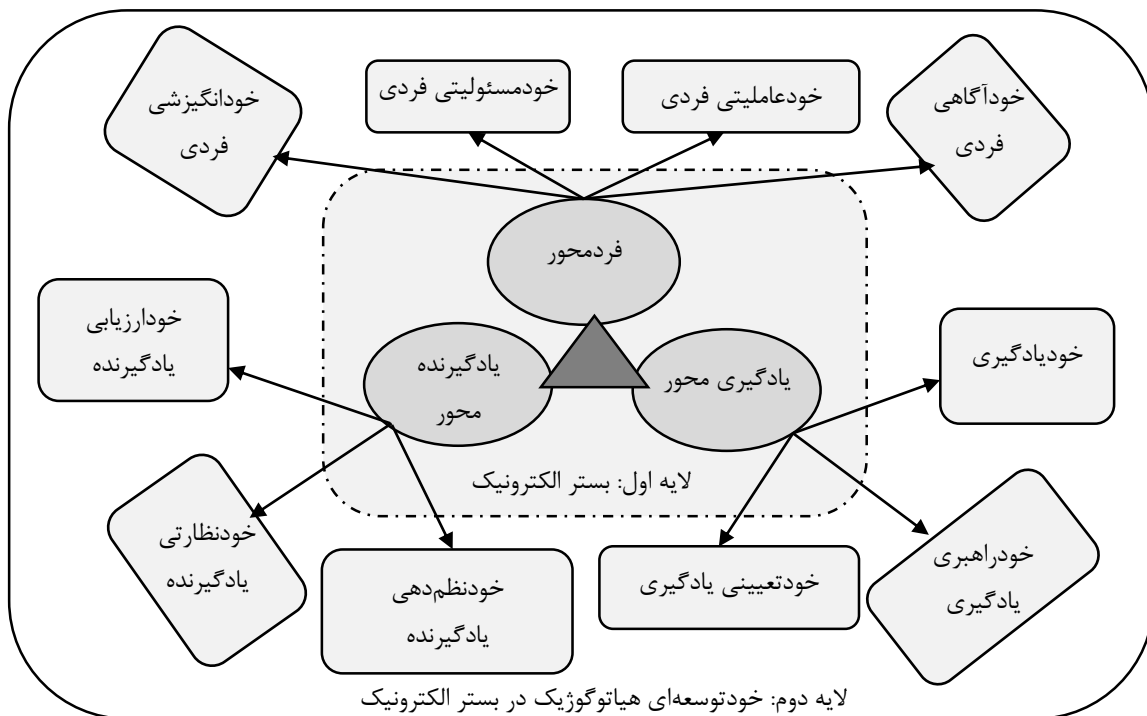 خودآگاهی
فردی
خودعاملیتی فردی
خودمسئولیتی فردی
خودانگیزشی
فردی
فردمحور
یادگیری محور
یادگیرنده
محور
خودیادگیری
خودارزیابی
یادگیرنده
لایه اول: بستر الکترونیک
خودراهبری
یادگیری
خودتعیینی یادگیری
خودنظم‌دهی
یادگیرنده
خودنظارتی
یادگیرنده
لایه دوم: خودتوسعه‌ای هیاتوگوژیک در بستر الکترونیک